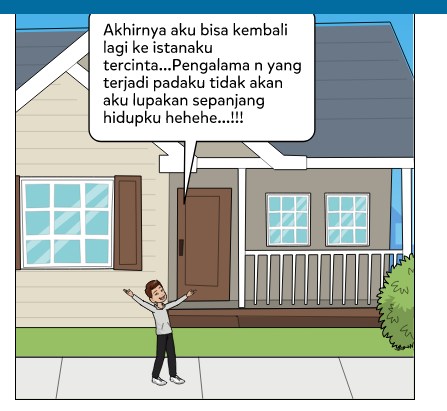 Akhirnya aku bisa kembali
lagi ke istanaku
tercinta...Pengalama n yang
terjadi padaku tidak akan
aku lupakan sepanjang
hidupku hehehe...!!!